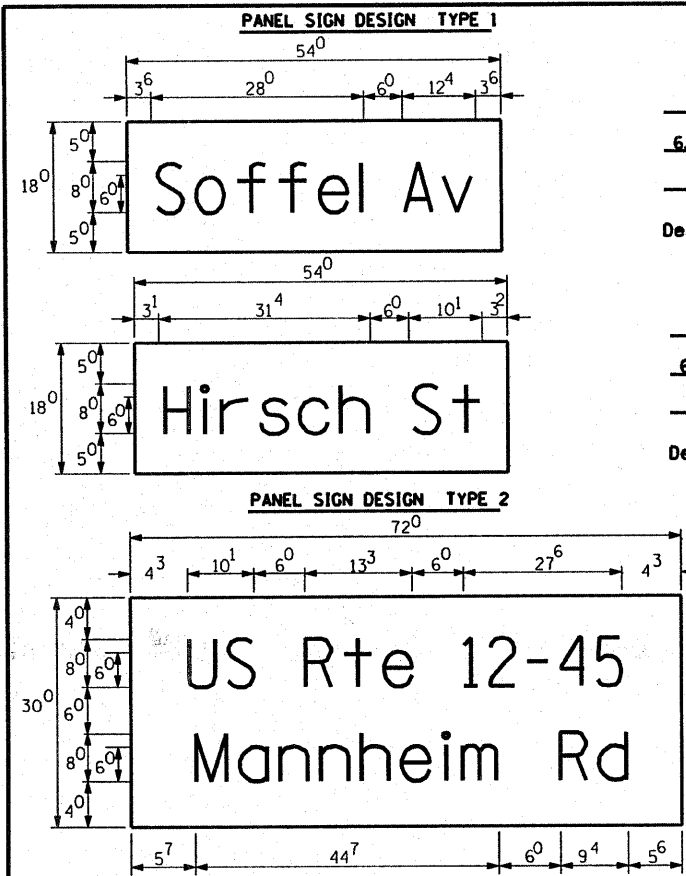 PANEL SIGN DESIGN TYPE 1
54⁰
3⁶ 28⁰ 6⁰ 12⁴ 3⁶
18⁰
5⁰
8⁰ 6⁰
5⁰
Soffel Av
54⁰
3¹ 31⁴ 6⁰ 10¹ 3²
18⁰
5⁰
8⁰ 6⁰
5⁰
Hirsch St
PANEL SIGN DESIGN TYPE 2
72⁰
4³ 10¹ 6⁰ 13³ 6⁰ 27⁶ 4³
30⁰
4⁰
8⁰ 6⁰
6⁰
8⁰ 6⁰
4⁰
US Rte 12-45
Mannheim Rd
5⁷ 44⁷ 6⁰ 9⁴ 5⁶